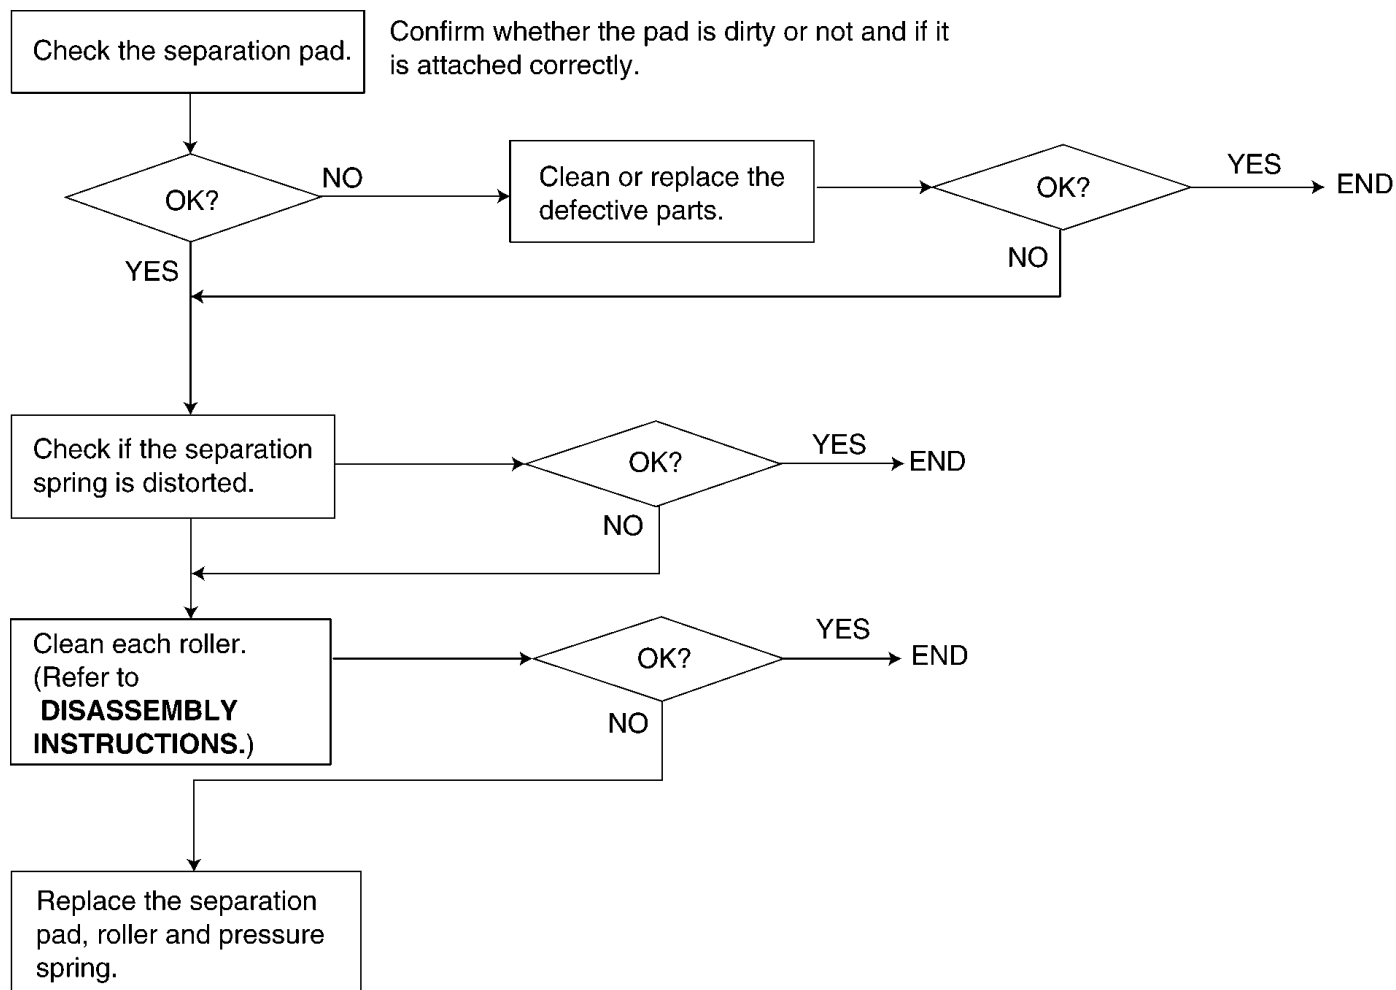 Check the separation pad.
Confirm whether the pad is dirty or not and if it
is attached correctly.
OK?
NO
Clean or replace the
defective parts.
OK?
YES
END
YES
NO
Check if the separation
spring is distorted.
OK?
YES
END
NO
Clean each roller.
(Refer to
DISASSEMBLY
INSTRUCTIONS.)
OK?
YES
END
NO
Replace the separation
pad, roller and pressure
spring.